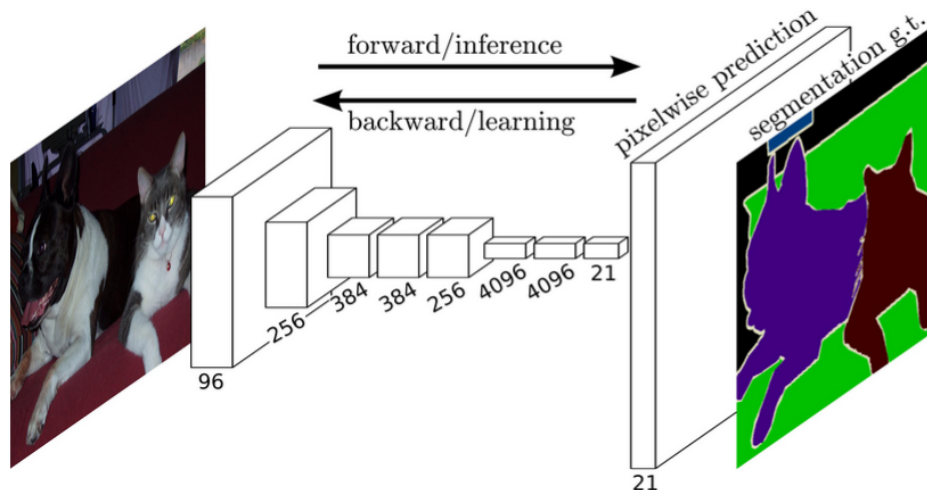 forward/inference
backward/learning
pixelwise prediction
segmentation g.t.
96
256
384
384
256
4096
4096
21
21